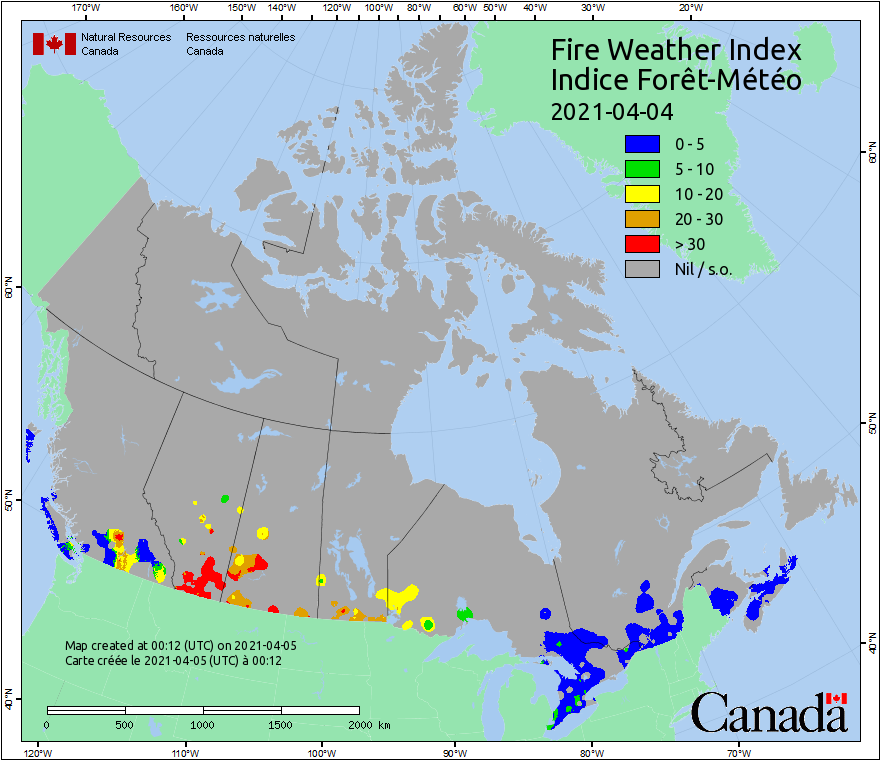 170°W 160°W 150°W 140°W 120°W 100°W 80°W 60°W 50°W 40°W 30°W 20°W
Natural Resources Canada
Ressources naturelles Canada
Fire Weather Index
Indice Forêt-Météo
2021-04-04
0 - 5
5 - 10
10 - 20
20 - 30
> 30
Nil / s.o.
60°N
50°N
40°N
60°N
50°N
40°N
Map created at 00:12 (UTC) on 2021-04-05
Carte créée le 2021-04-05 (UTC) à 00:12
0 500 1000 1500 2000 km
Canada
120°W 110°W 100°W 90°W 80°W 70°W